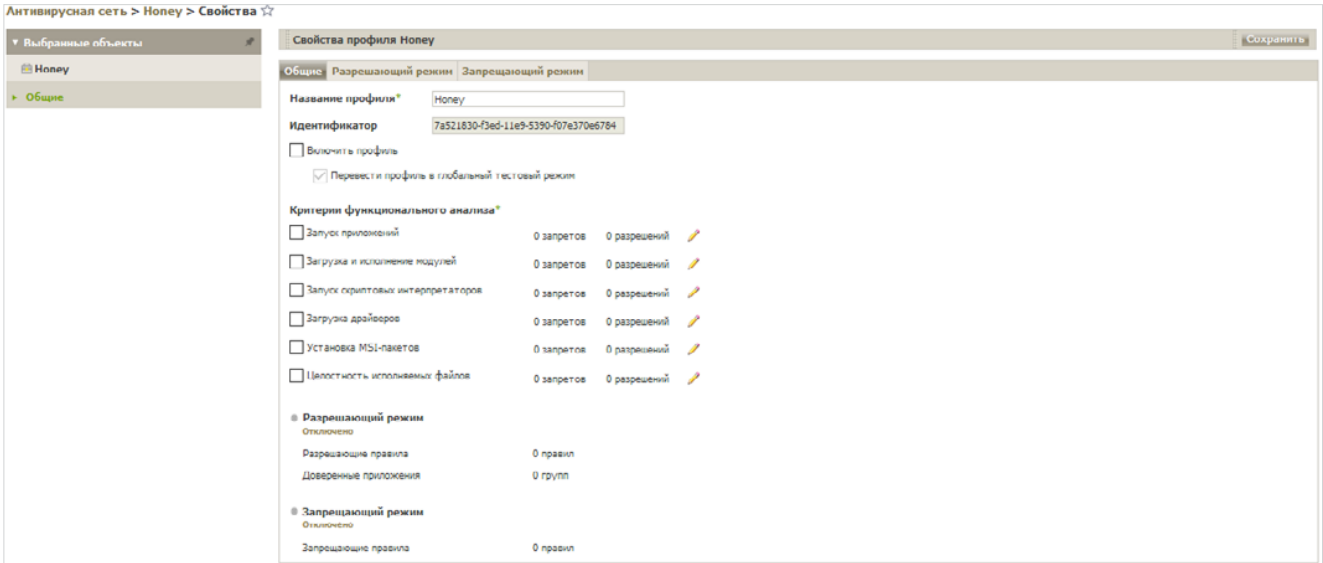 Антивирусная сеть > Honey > Свойства ☆
▼ Выбранные объекты
Honey
► Общие
Свойства профиля Honey
Сохранить
Общие Разрешающий режим Запрещающий режим
Название профиля* Honey
Идентификатор 7a521830-f3ed-11e9-5390-f07e370e6784
Включить профиль
Перевести профиль в глобальный тестовый режим
Критерии функционального анализа*
Запуск приложений 0 запретов 0 разрешений
Загрузка и исполнение модулей 0 запретов 0 разрешений
Запуск скриптовых интерпретаторов 0 запретов 0 разрешений
Загрузка драйверов 0 запретов 0 разрешений
Установка MSI-пакетов 0 запретов 0 разрешений
Целостность исполняемых файлов 0 запретов 0 разрешений
Разрешающий режим
Отключено
Разрешающие правила 0 правил
Доверенные приложения 0 групп
Запрещающий режим
Отключено
Запрещающие правила 0 правил